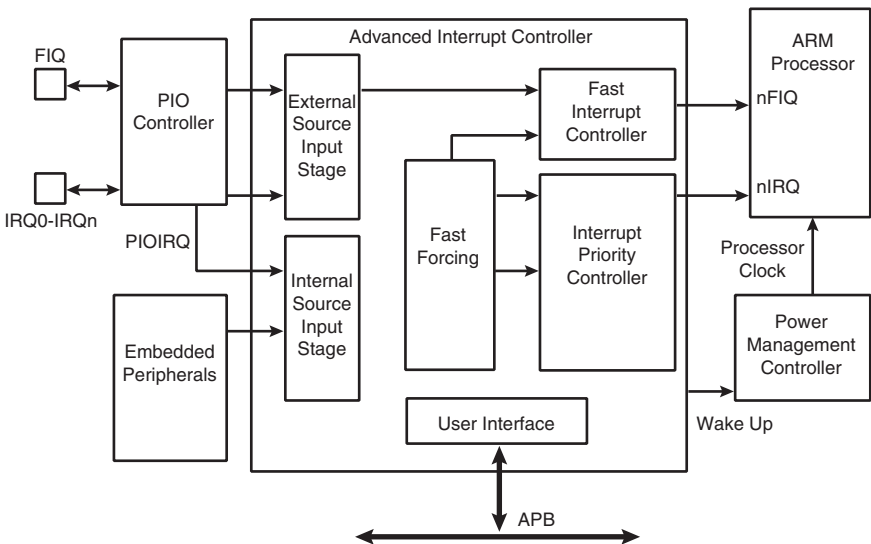 Advanced Interrupt Controller
FIQ
PIO
Controller
IRQ0-IRQn
PIOIRQ
Embedded
Peripherals
External
Source
Input
Stage
Internal
Source
Input
Stage
Fast
Forcing
Fast
Interrupt
Controller
Interrupt
Priority
Controller
User Interface
APB
ARM
Processor
nFIQ
nIRQ
Processor
Clock
Power
Management
Controller
Wake Up